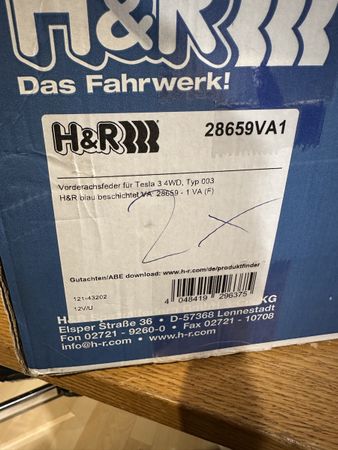 H&R
Das Fahrwerk!
H&R
28659VA1
Vorderachsfeder für Tesla 3 4WD, Typ 003
H&R blau beschichtet VA: 28659 - 1 VA (F)
2x
Gutachten/ABE download: www.h-r.com/de/produktfinder
121-43202
12V/U
4 048419 296375
KG
Elsper Straße 36 • D-57368 Lennestadt
Fon 02721 - 9260-0 • Fax 02721 - 10708
info@h-r.com • www.h-r.com